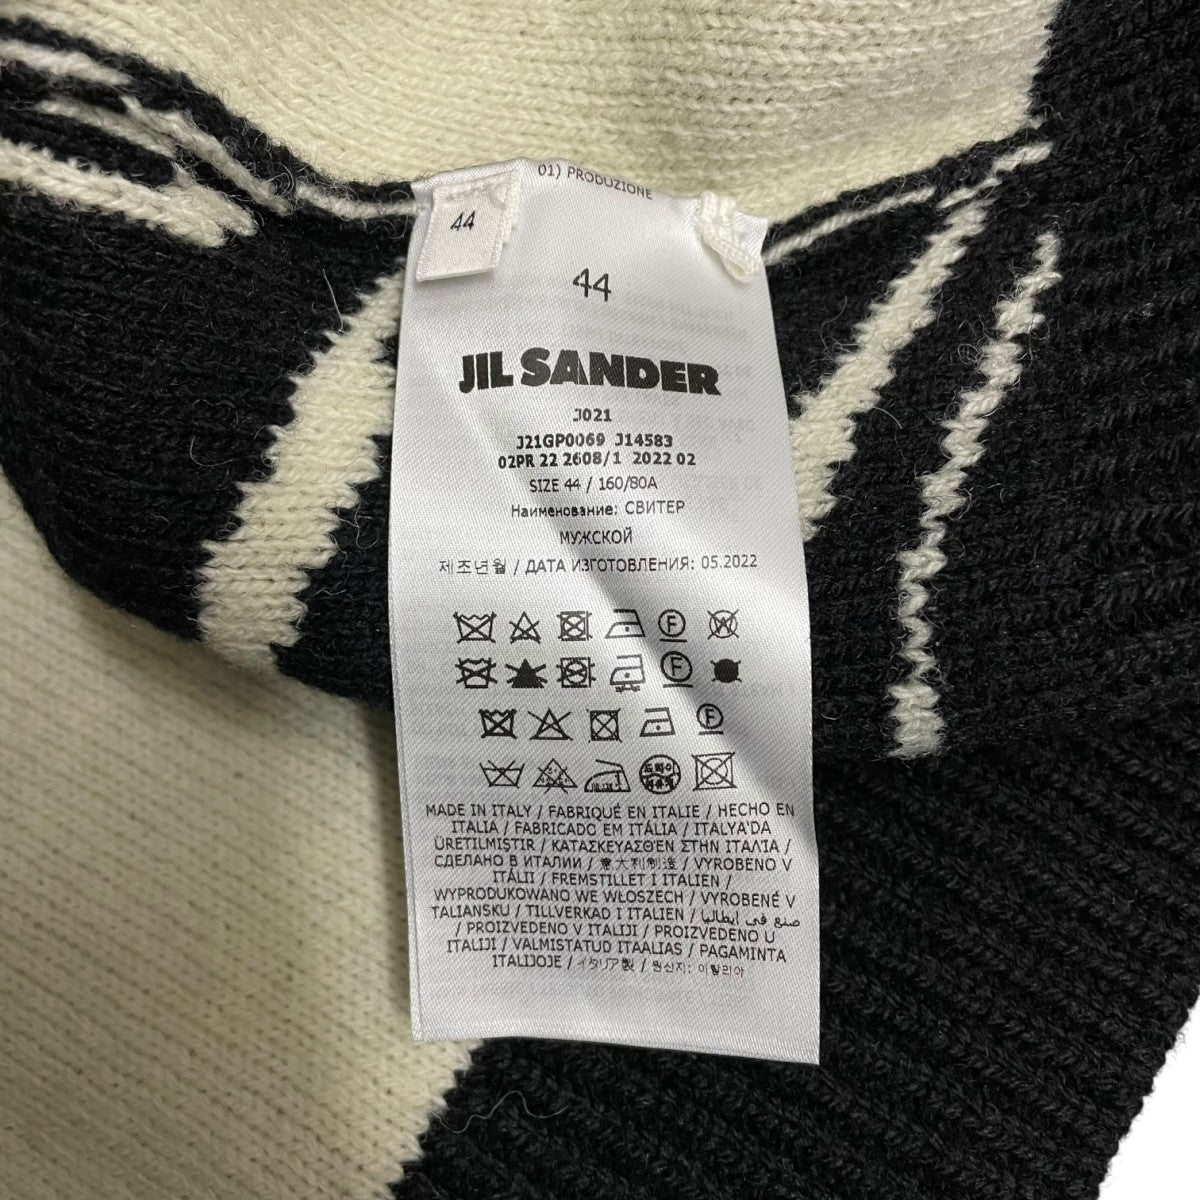 01) PRODUZIONE
44
44
JIL SANDER
J021
J21GP0069 J14583
02PR 22 2608/1 2022 02
SIZE 44 / 160/80A
Наименование: СВИТЕР
МУЖСКОЙ
제조년월 / ДАТА ИЗГОТОВЛЕНИЯ: 05.2022
F W
F
F
드라이
MADE IN ITALY / FABRIQUÉ EN ITALIE / HECHO EN
ITALIA / FABRICADO EM ITÁLIA / ITALYA'DA
ÜRETILMIŞTIR / ΚΑΤΑΣΚΕΥΑΣΘΕΝ ΣΤΗΝ ΙΤΑΛΙΑ /
СДЕЛАНО В ИТАЛИИ / 意大利制造 / VYROBENO V
ITÁLII / FREMSTILLET I ITALIEN /
WYPRODUKOWANO WE WŁOSZECH / VYROBENÉ V
TALIANSKU / TILLVERKAD I ITALIEN / صنع في ايطاليا
/ PROIZVEDENO V ITALIJI / PROIZVEDENO U
ITALIJI / VALMISTATUD ITAALIAS / PAGAMINTA
ITALIJOJE / イタリア製 / 원산지: 이탈리아